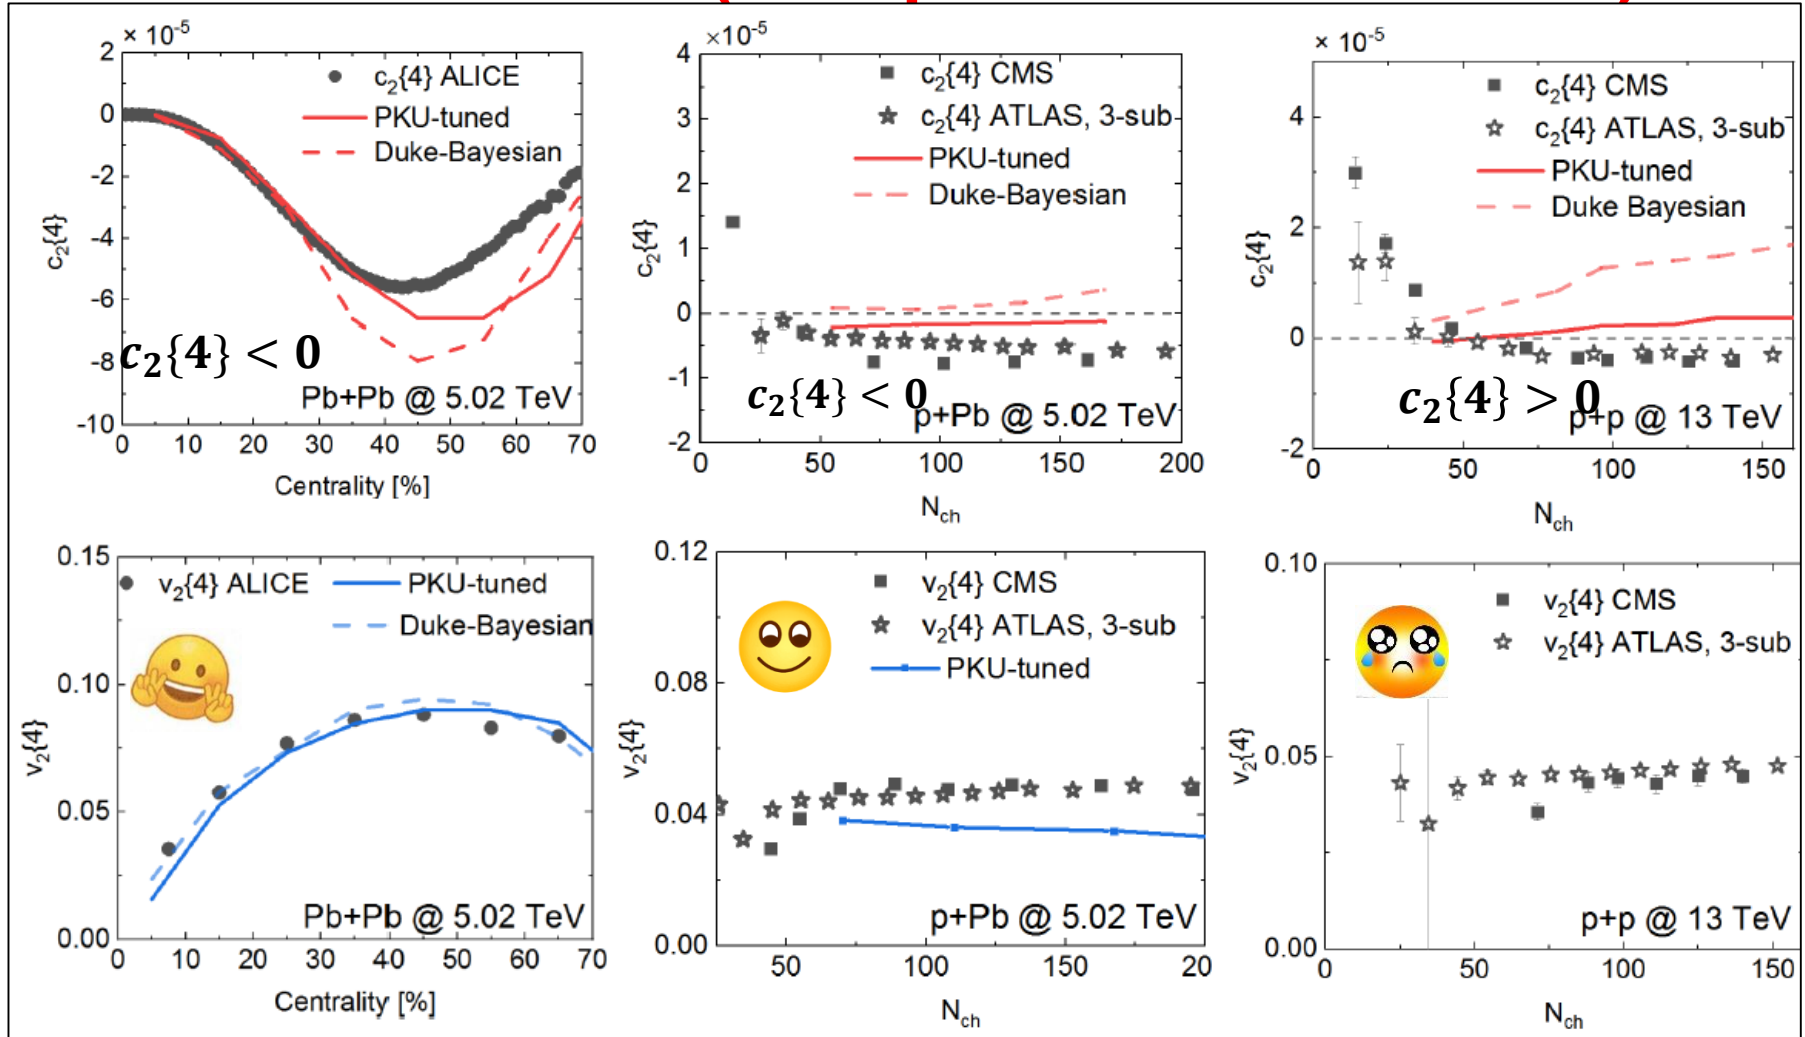 × 10⁻⁵
c₂{4} ALICE
PKU-tuned
Duke-Bayesian
2
0
-2
-4
-6
-8
-10
c₂{4}
c₂{4} < 0
Pb+Pb @ 5.02 TeV
0 10 20 30 40 50 60 70
Centrality [%]
×10⁻⁵
c₂{4} CMS
c₂{4} ATLAS, 3-sub
PKU-tuned
Duke-Bayesian
4
3
2
1
0
-1
-2
c₂{4}
c₂{4} < 0
p+Pb @ 5.02 TeV
0 50 100 150 200
Nch
× 10⁻⁵
c₂{4} CMS
c₂{4} ATLAS, 3-sub
PKU-tuned
Duke Bayesian
4
2
0
-2
c₂{4}
c₂{4} > 0
p+p @ 13 TeV
0 50 100 150
Nch
v₂{4} ALICE
PKU-tuned
Duke-Bayesian
0.15
0.10
0.05
0.00
v₂{4}
Pb+Pb @ 5.02 TeV
0 10 20 30 40 50 60 70
Centrality [%]
v₂{4} CMS
v₂{4} ATLAS, 3-sub
PKU-tuned
0.12
0.08
0.04
0.00
v₂{4}
p+Pb @ 5.02 TeV
50 100 150 20
Nch
v₂{4} CMS
v₂{4} ATLAS, 3-sub
0.10
0.05
0.00
v₂{4}
p+p @ 13 TeV
0 50 100 150
Nch